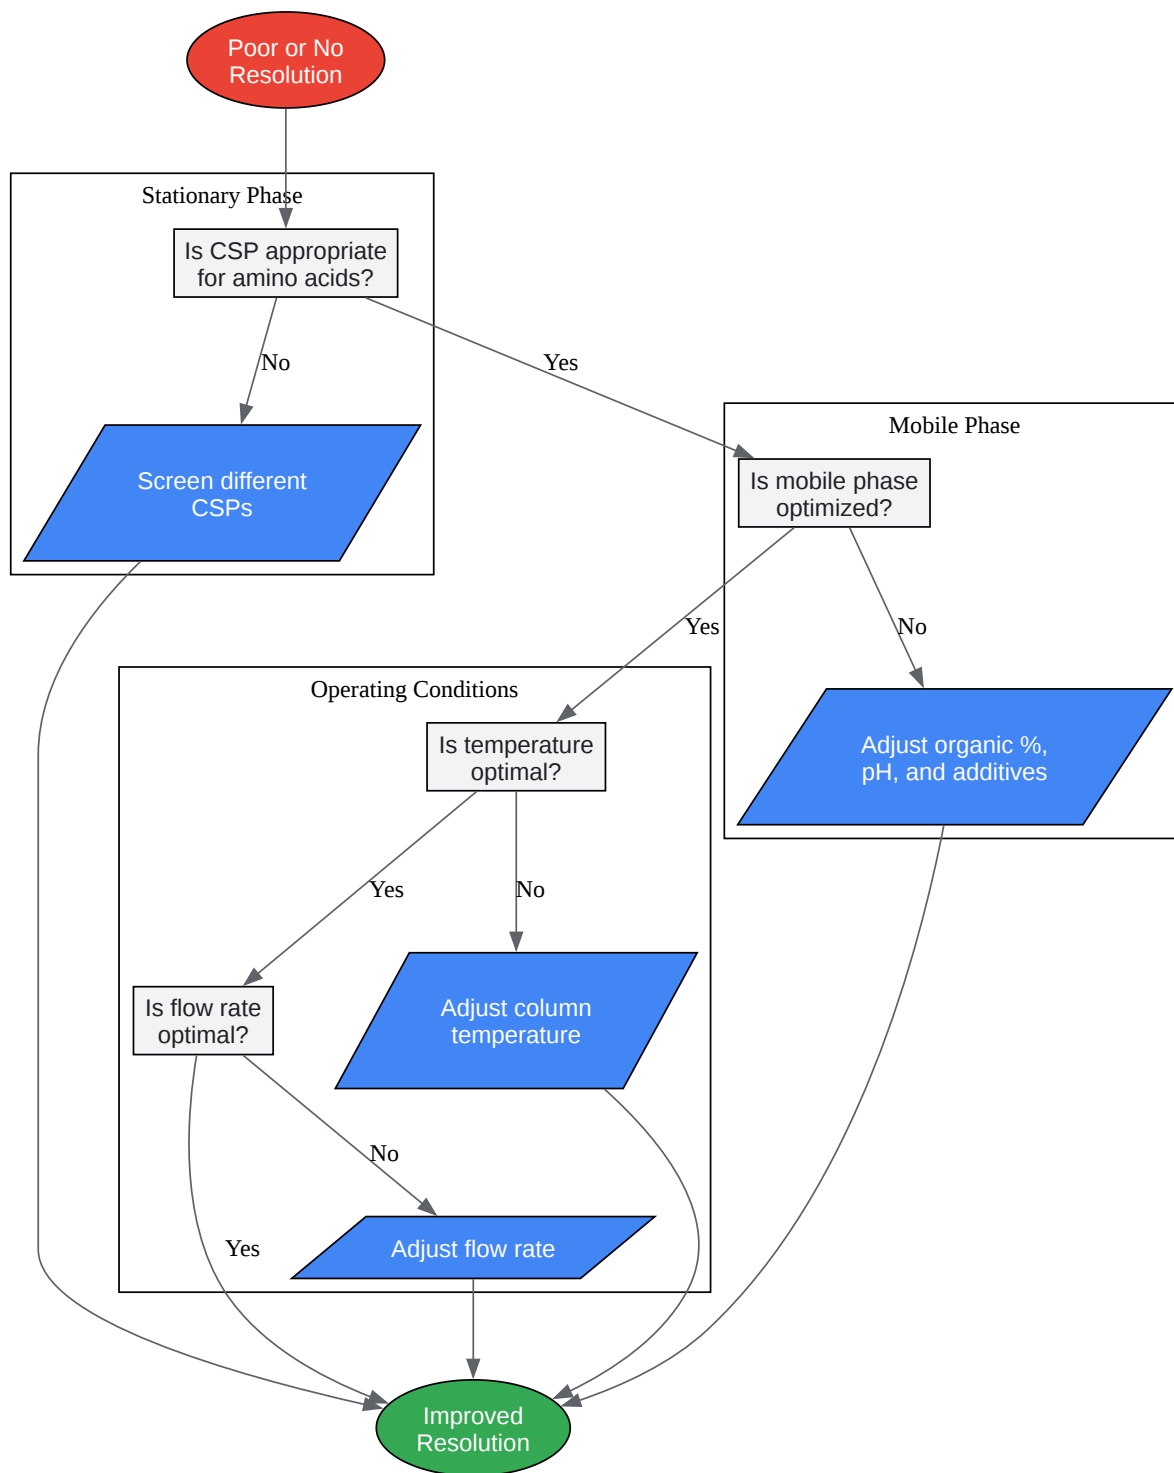 Poor or No
Resolution
Stationary Phase
Is CSP appropriate
for amino acids?
No
Yes
Screen different
CSPs
Mobile Phase
Is mobile phase
optimized?
Yes
No
Adjust organic %,
pH, and additives
Operating Conditions
Is temperature
optimal?
Yes
No
Is flow rate
optimal?
Adjust column
temperature
No
Yes
Adjust flow rate
Improved
Resolution